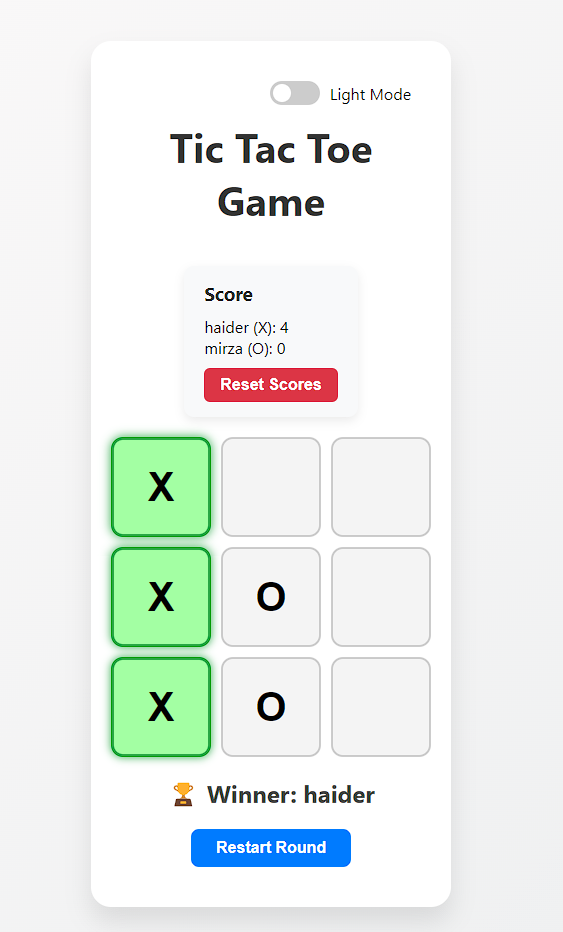 Light Mode
Tic Tac Toe
Game
Score
haider (X): 4
mirza (O): 0
Reset Scores
X
X O
X O
🏆 Winner: haider
Restart Round